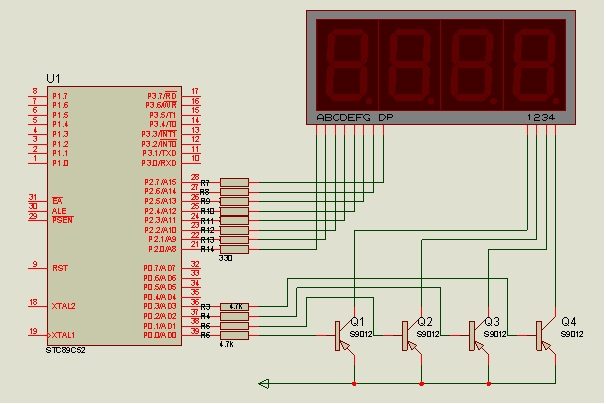 ABCDEFG DP 1234
U1
8 P1.7 P3.7/RD 17
7 P1.6 P3.6/WR 16
6 P1.5 P3.5/T1 15
5 P1.4 P3.4/T0 14
4 P1.3 P3.3/INT1 13
3 P1.2 P3.2/INT0 12
2 P1.1 P3.1/TXD 11
1 P1.0 P3.0/RXD 10
P2.7/A15 28 R7
31 EA P2.6/A14 27 R8
30 ALE P2.5/A13 26 R9
29 PSEN P2.4/A12 25 R10
P2.3/A11 24 R11
P2.2/A10 23 R12
P2.1/A9 22 R13
P2.0/A8 21 R14
330
9 RST P0.7/AD7 32
P0.6/AD6 33
P0.5/AD5 34
P0.4/AD4 35
18 XTAL2 P0.3/AD3 36 R3 4.7K
P0.2/AD2 37 R4
P0.1/AD1 38 R5
19 XTAL1 P0.0/AD0 39 R6
4.7K
STC89C52
Q1 Q2 Q3 Q4
S9012 S9012 S9012 S9012